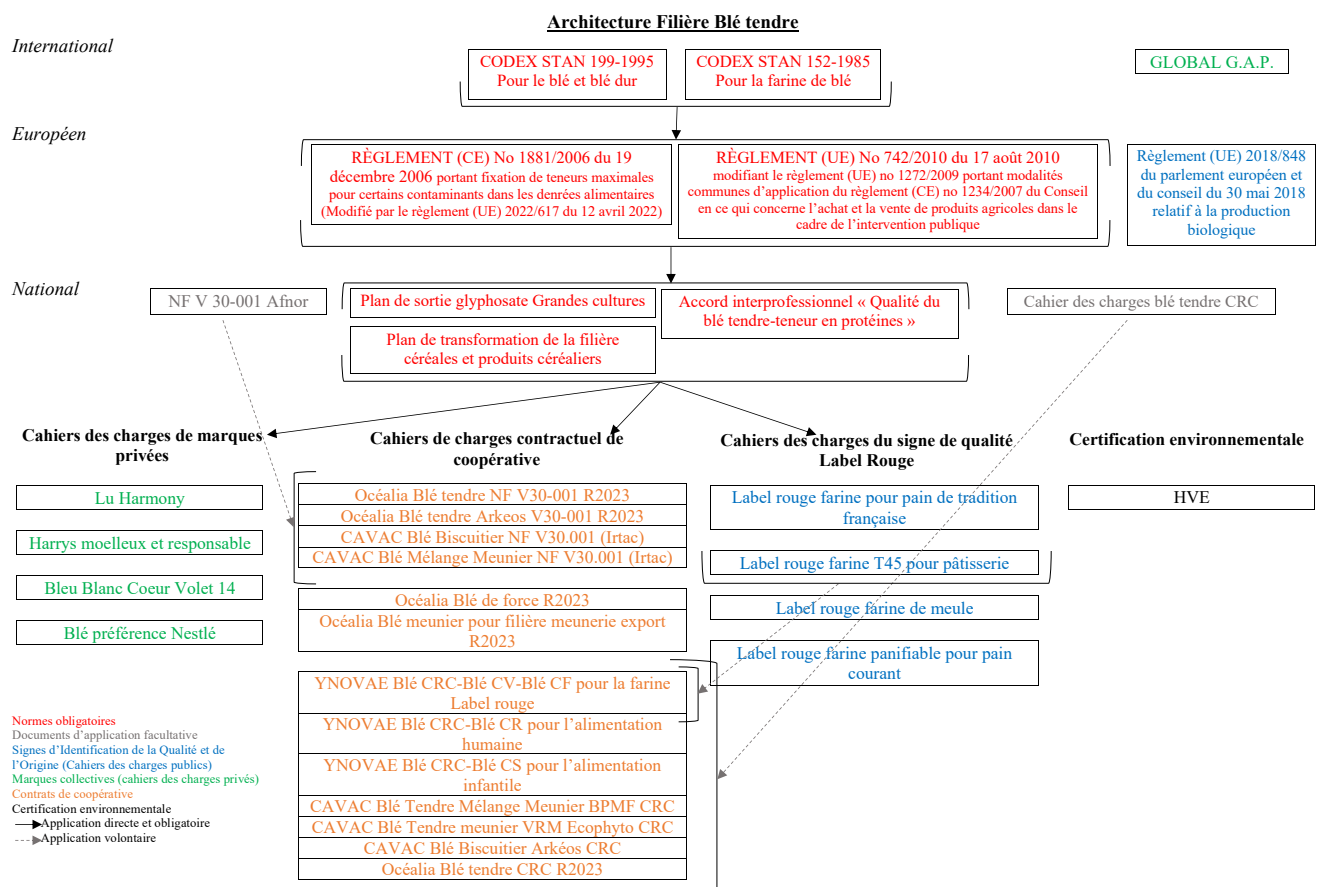 Architecture Filière Blé tendre
International
CODEX STAN 199-1995
Pour le blé et blé dur
CODEX STAN 152-1985
Pour la farine de blé
GLOBAL G.A.P.
Européen
RÈGLEMENT (CE) No 1881/2006 du 19
décembre 2006 portant fixation de teneurs maximales
pour certains contaminants dans les denrées alimentaires
(Modifié par le règlement (UE) 2022/617 du 12 avril 2022)
RÈGLEMENT (UE) No 742/2010 du 17 août 2010
modifiant le règlement (UE) no 1272/2009 portant modalités
communes d’application du règlement (CE) no 1234/2007 du Conseil
en ce qui concerne l’achat et la vente de produits agricoles dans le
cadre de l’intervention publique
Règlement (UE) 2018/848
du parlement européen et
du conseil du 30 mai 2018
relatif à la production
biologique
National
NF V 30-001 Afnor
Plan de sortie glyphosate Grandes cultures
Plan de transformation de la filière
céréales et produits céréaliers
Accord interprofessionnel « Qualité du
blé tendre-teneur en protéines »
Cahier des charges blé tendre CRC
Cahiers des charges de marques
privées
Lu Harmony
Harrys moelleux et responsable
Bleu Blanc Coeur Volet 14
Blé préférence Nestlé
Cahiers de charges contractuel de
coopérative
Océalia Blé tendre NF V30-001 R2023
Océalia Blé tendre Arkeos V30-001 R2023
CAVAC Blé Biscuitier NF V30.001 (Irtac)
CAVAC Blé Mélange Meunier NF V30.001 (Irtac)
Océalia Blé de force R2023
Océalia Blé meunier pour filière meunerie export
R2023
YNOVAE Blé CRC-Blé CV-Blé CF pour la farine
Label rouge
YNOVAE Blé CRC-Blé CR pour l’alimentation
humaine
YNOVAE Blé CRC-Blé CS pour l’alimentation
infantile
CAVAC Blé Tendre Mélange Meunier BPMF CRC
CAVAC Blé Tendre meunier VRM Ecophyto CRC
CAVAC Blé Biscuitier Arkéos CRC
Océalia Blé tendre CRC R2023
Cahiers des charges du signe de qualité
Label Rouge
Label rouge farine pour pain de tradition
française
Label rouge farine T45 pour pâtisserie
Label rouge farine de meule
Label rouge farine panifiable pour pain
courant
Certification environnementale
HVE
Normes obligatoires
Documents d’application facultative
Signes d’Identification de la Qualité et de
l’Origine (Cahiers des charges publics)
Marques collectives (cahiers des charges privés)
Contrats de coopérative
Certification environnementale
Application directe et obligatoire
Application volontaire